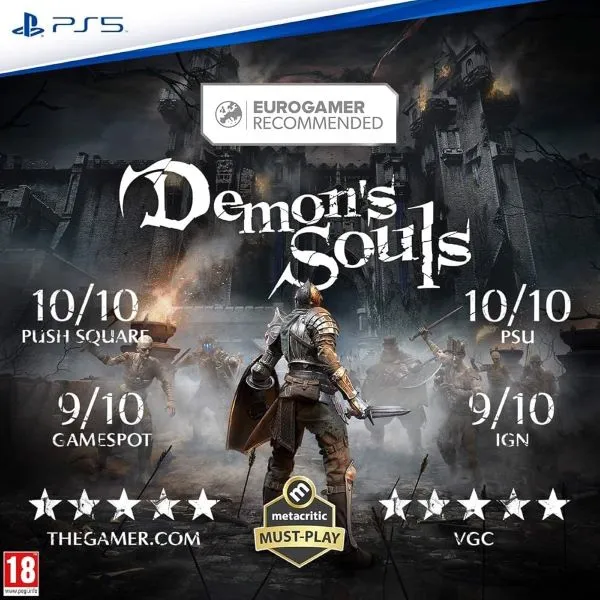 PS5
EUROGAMER
RECOMMENDED
Demon's
Souls
10/10
PUSH SQUARE
10/10
PSU
9/10
GAMESPOT
9/10
IGN
m
metacritic
MUST-PLAY
THEGAMER.COM
VGC
18
www.pegi.info